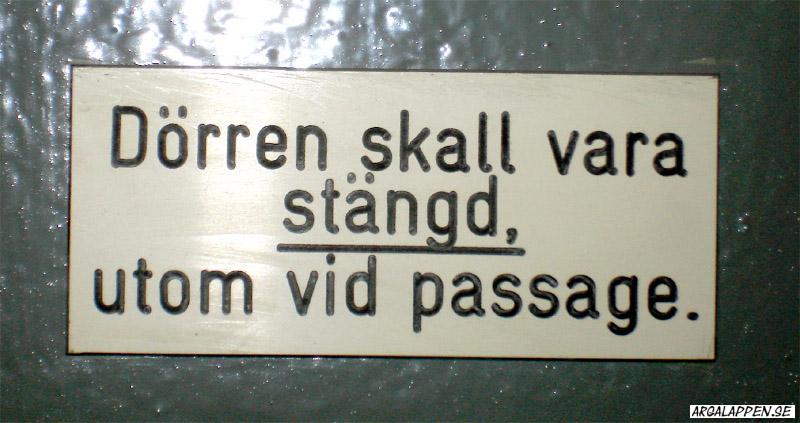 Dörren skall vara
stängd,
utom vid passage.
ARGALAPPEN.SE